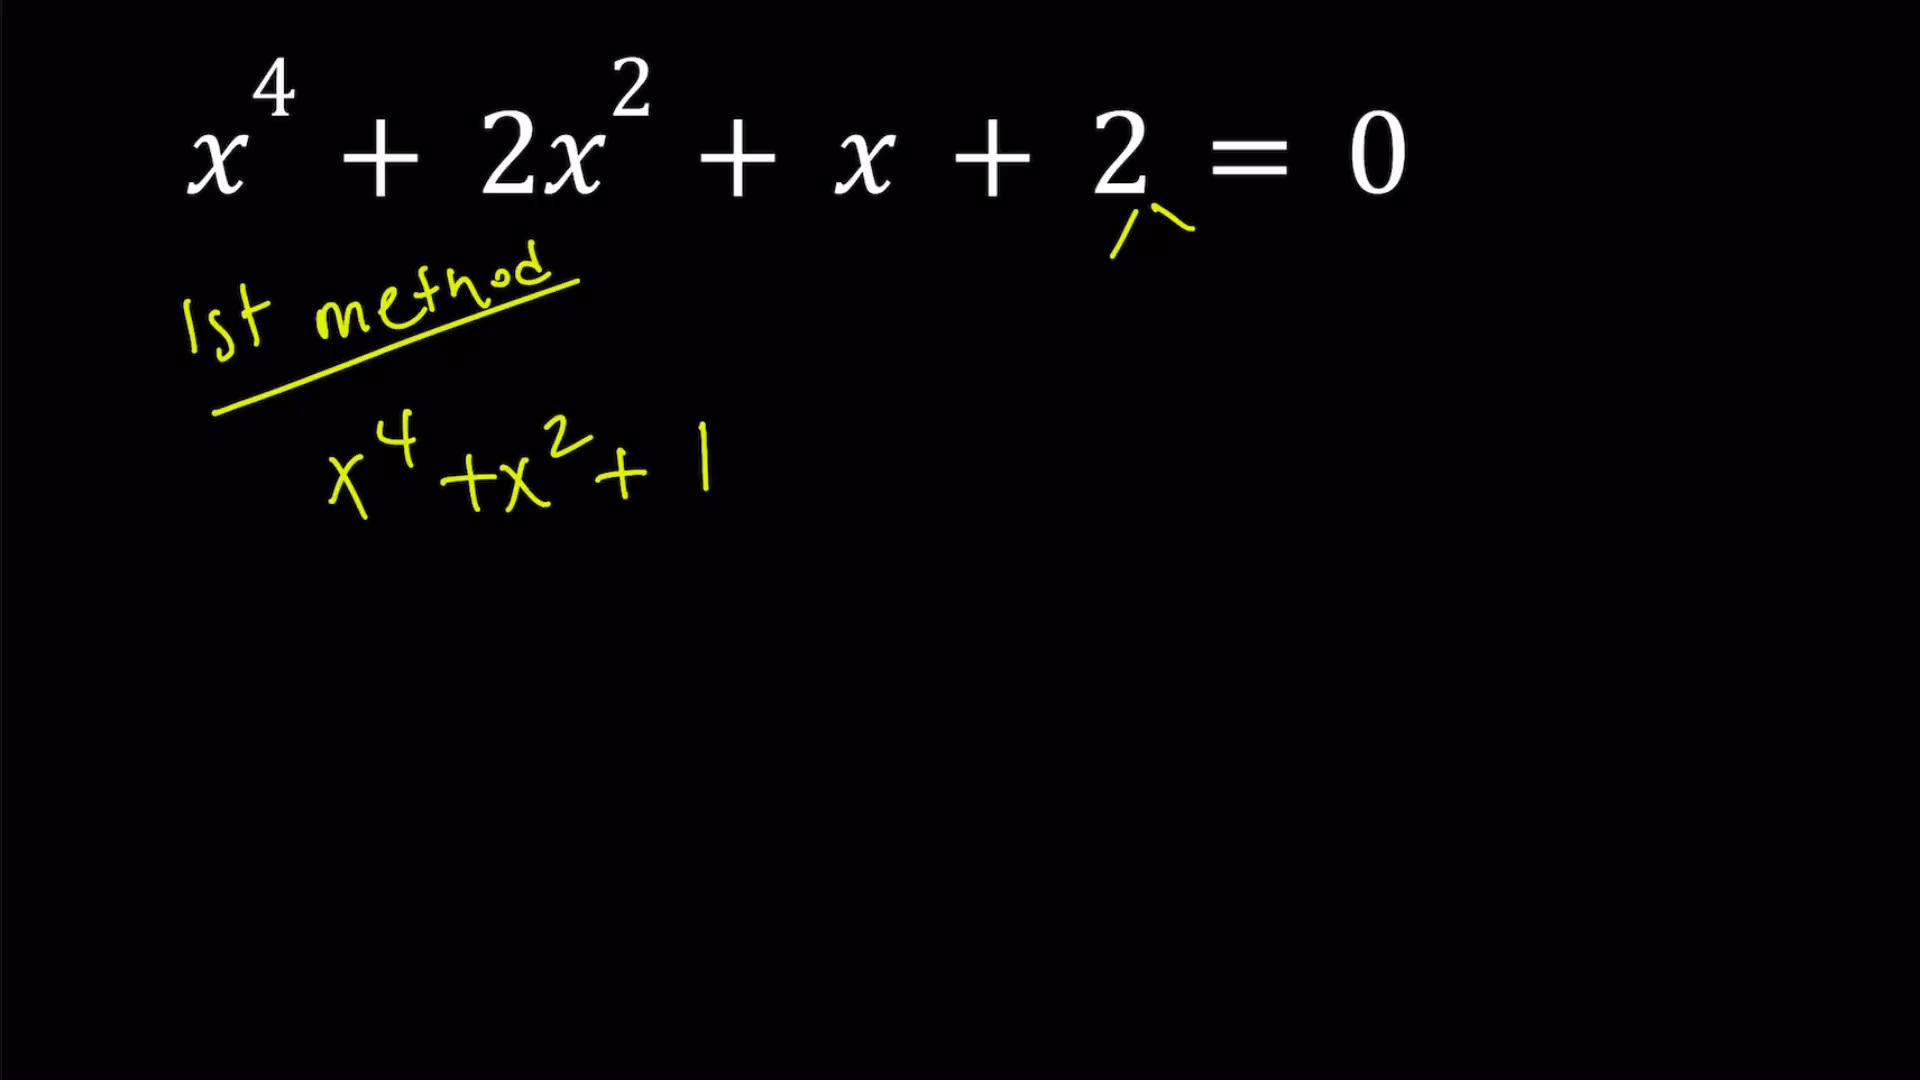 x⁴ + 2x² + x + 2 = 0
1st method
x⁴ + x² + 1